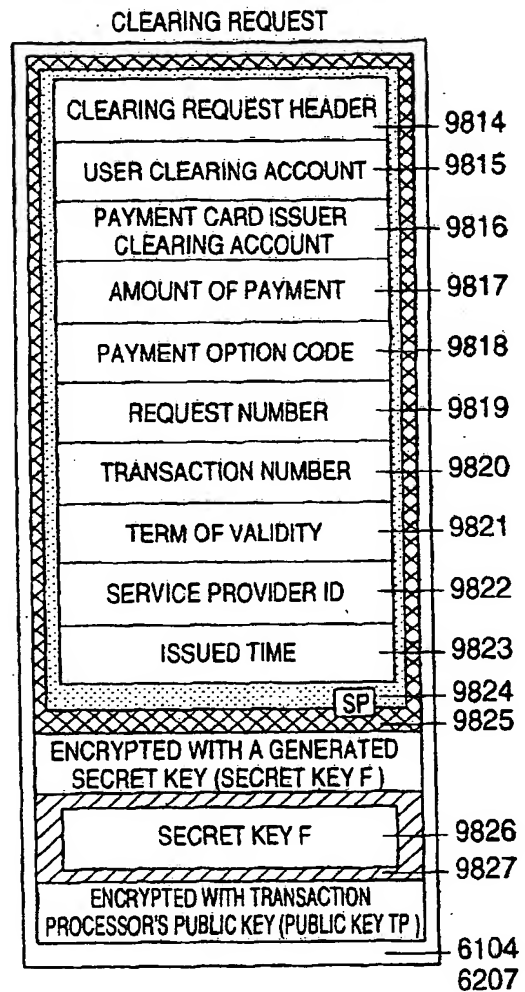 CLEARING REQUEST
CLEARING REQUEST HEADER
9814
USER CLEARING ACCOUNT
9815
PAYMENT CARD ISSUER
CLEARING ACCOUNT
9816
AMOUNT OF PAYMENT
9817
PAYMENT OPTION CODE
9818
REQUEST NUMBER
9819
TRANSACTION NUMBER
9820
TERM OF VALIDITY
9821
SERVICE PROVIDER ID
9822
ISSUED TIME
9823
SP
9824
9825
ENCRYPTED WITH A GENERATED
SECRET KEY (SECRET KEY F)
SECRET KEY F
9826
9827
ENCRYPTED WITH TRANSACTION
PROCESSOR'S PUBLIC KEY (PUBLIC KEY TP)
6104
6207